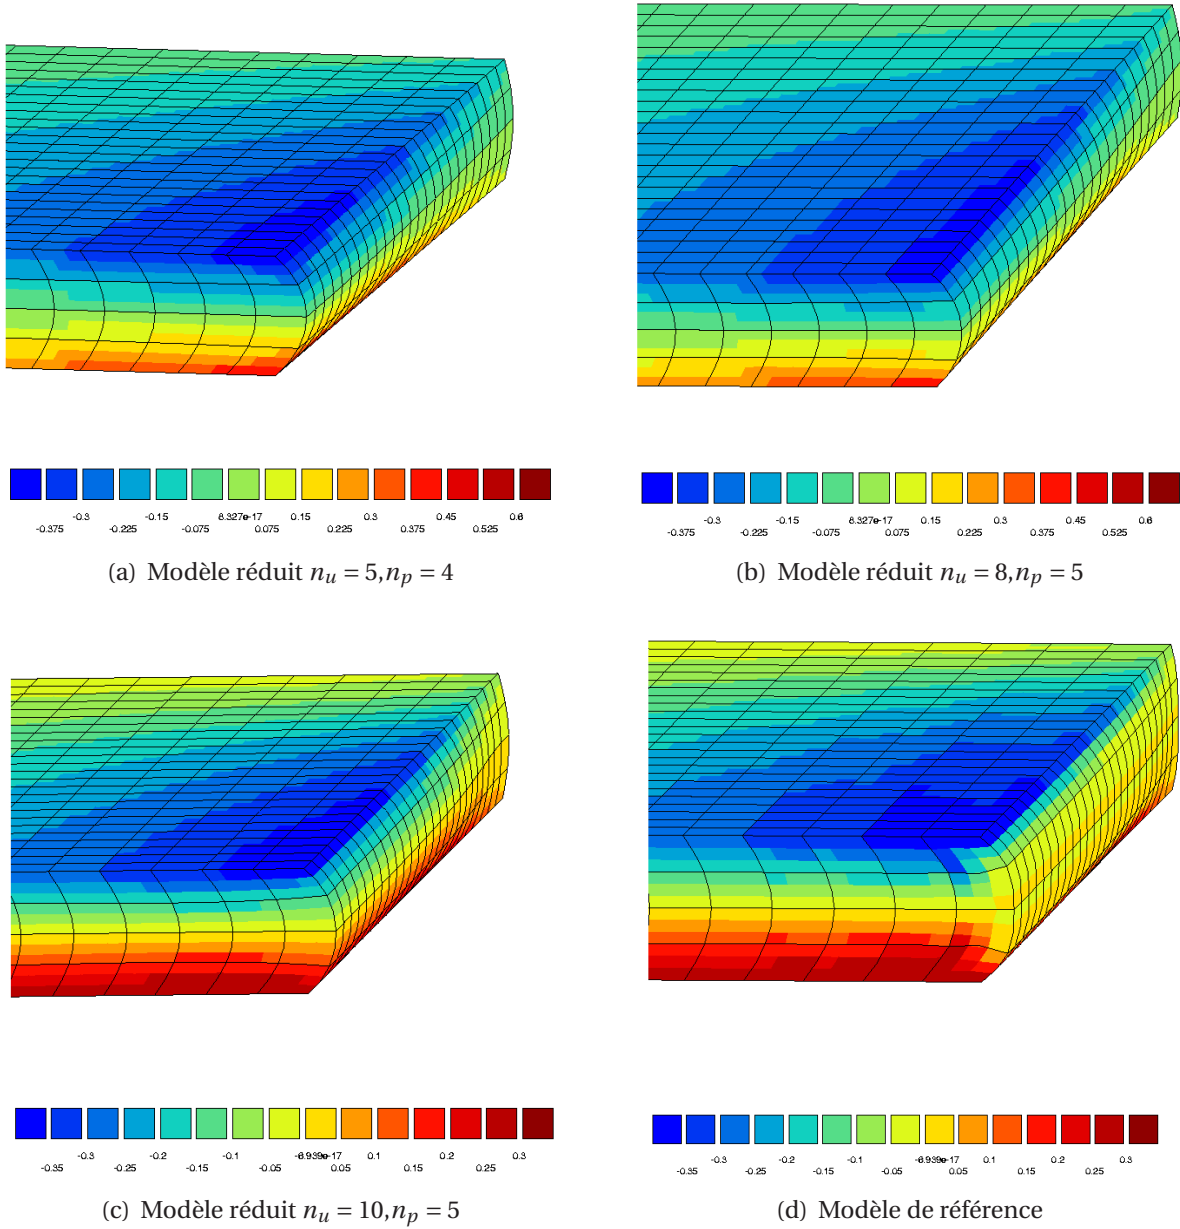 -0.3 -0.15 6.327e-17 0.15 0.3 0.45 0.6
-0.375 -0.225 -0.075 0.075 0.225 0.375 0.525
(a) Modèle réduit n_u = 5, n_p = 4
-0.3 -0.15 6.327e-17 0.15 0.3 0.45 0.6
-0.375 -0.225 -0.075 0.075 0.225 0.375 0.525
(b) Modèle réduit n_u = 8, n_p = 5
-0.3 -0.2 -0.1 -6.939e-17 0.1 0.2 0.3
-0.35 -0.25 -0.15 -0.05 0.05 0.15 0.25
(c) Modèle réduit n_u = 10, n_p = 5
-0.3 -0.2 -0.1 -6.939e-17 0.1 0.2 0.3
-0.35 -0.25 -0.15 -0.05 0.05 0.15 0.25
(d) Modèle de référence